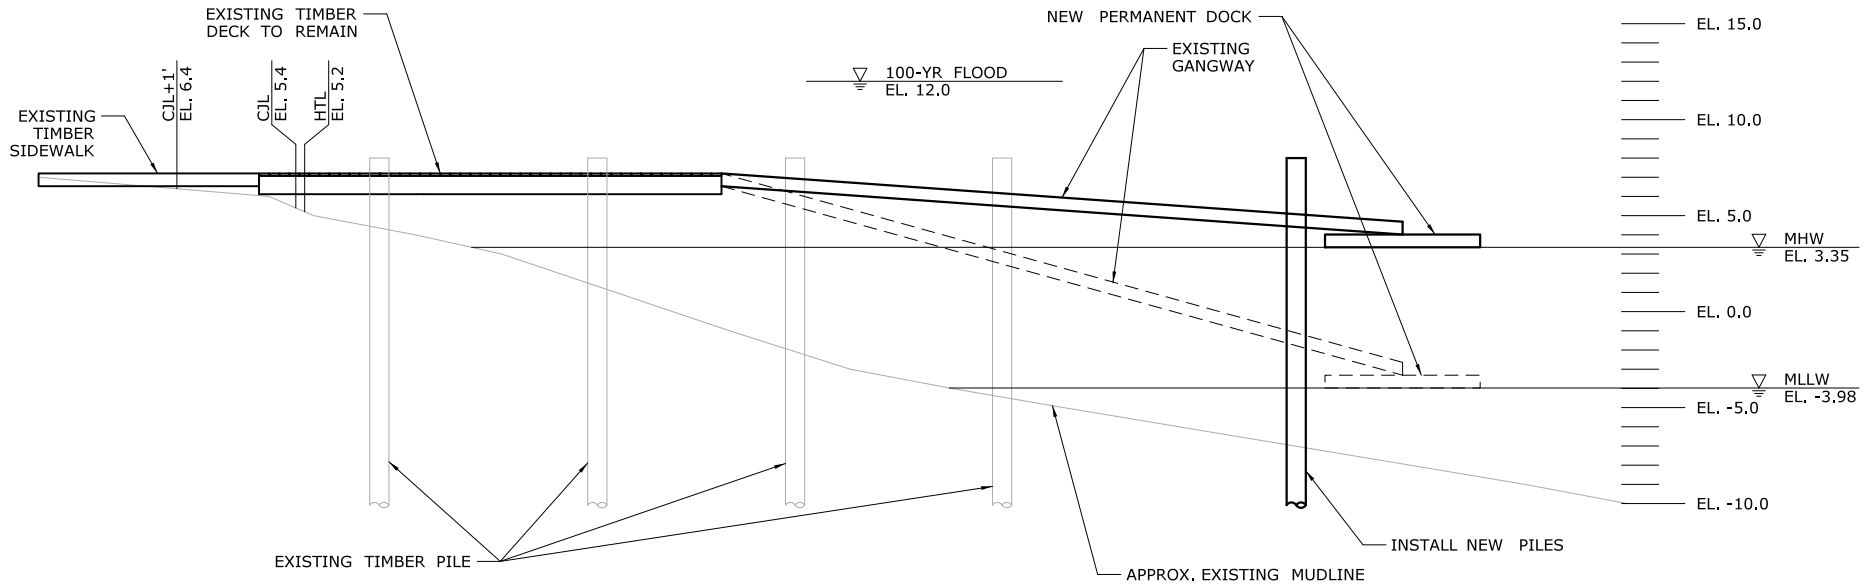 EXISTING TIMBER
DECK TO REMAIN
NEW PERMANENT DOCK
EXISTING
GANGWAY
100-YR FLOOD
EL. 12.0
CJL+1'
EL. 6.4
CJL
EL. 5.4
HTL
EL. 5.2
EXISTING
TIMBER
SIDEWALK
EL. 15.0
EL. 10.0
EL. 5.0
MHW
EL. 3.35
EL. 0.0
MLLW
EL. -3.98
EL. -5.0
EL. -10.0
EXISTING TIMBER PILE
INSTALL NEW PILES
APPROX. EXISTING MUDLINE